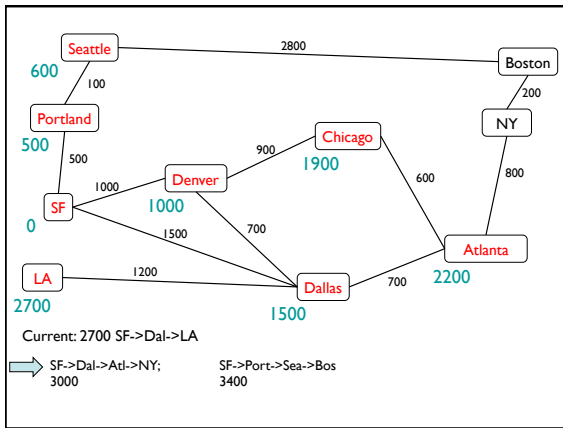 Seattle
2800
Boston
600
100
200
Portland
NY
500
500
900
Chicago
1900
SF
1000
Denver
600
800
0
1000
700
1500
Atlanta
LA
1200
Dallas
700
2200
2700
1500
Current: 2700 SF->Dal->LA
SF->Dal->Atl->NY;
3000
SF->Port->Sea->Bos
3400